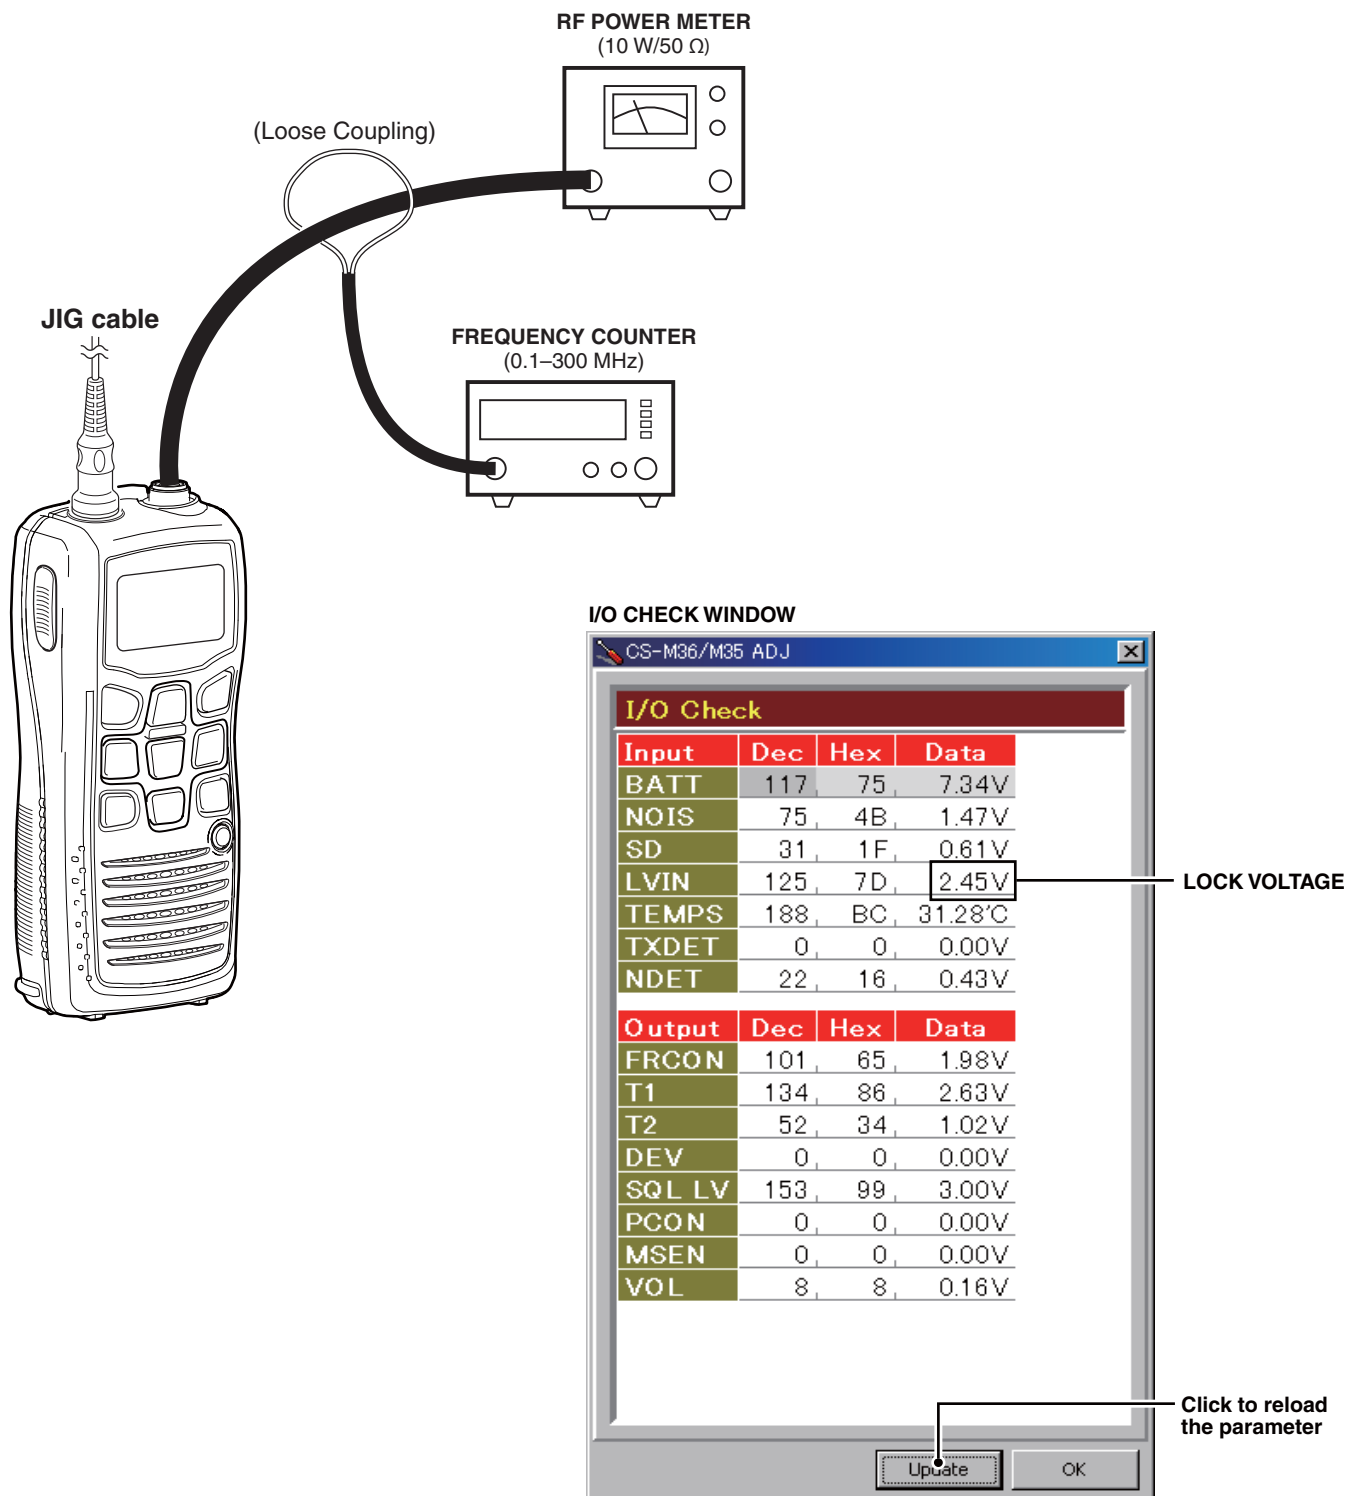 RF POWER METER
(10 W/50 Ω)
(Loose Coupling)
JIG cable
FREQUENCY COUNTER
(0.1–300 MHz)
I/O CHECK WINDOW
CS-M36/M35 ADJ
I/O Check
Input Dec Hex Data
BATT 117 75 7.34V
NOIS 75 4B 1.47V
SD 31 1F 0.61V
LVIN 125 7D 2.45V
LOCK VOLTAGE
TEMPS 188 BC 31.28'C
TXDET 0 0 0.00V
NDET 22 16 0.43V
Output Dec Hex Data
FRCON 101 65 1.98V
T1 134 86 2.63V
T2 52 34 1.02V
DEV 0 0 0.00V
SQL LV 153 99 3.00V
PCON 0 0 0.00V
MSEN 0 0 0.00V
VOL 8 8 0.16V
Click to reload
the parameter
Update OK